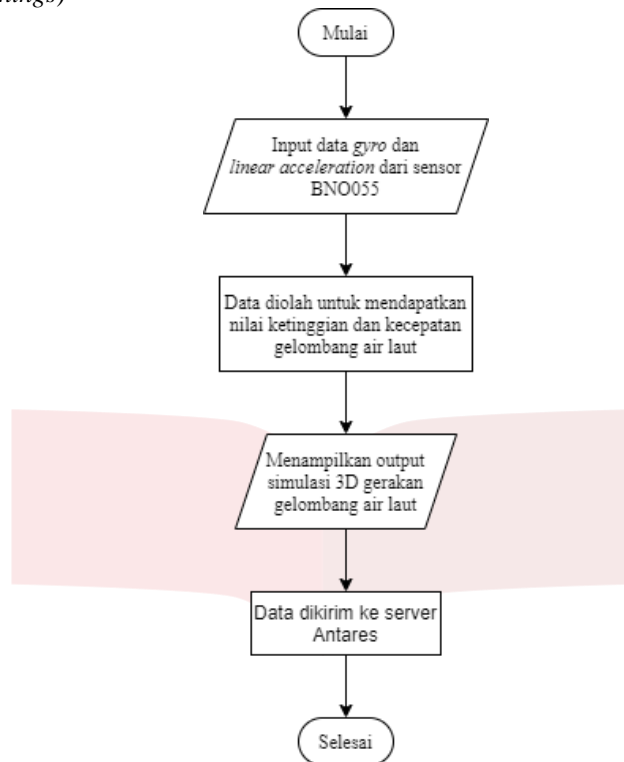 nings)
Mulai
Input data gyro dan
linear acceleration dari sensor
BNO055
Data diolah untuk mendapatkan
nilai ketinggian dan kecepatan
gelombang air laut
Menampilkan output
simulasi 3D gerakan
gelombang air laut
Data dikirim ke server
Antares
Selesai